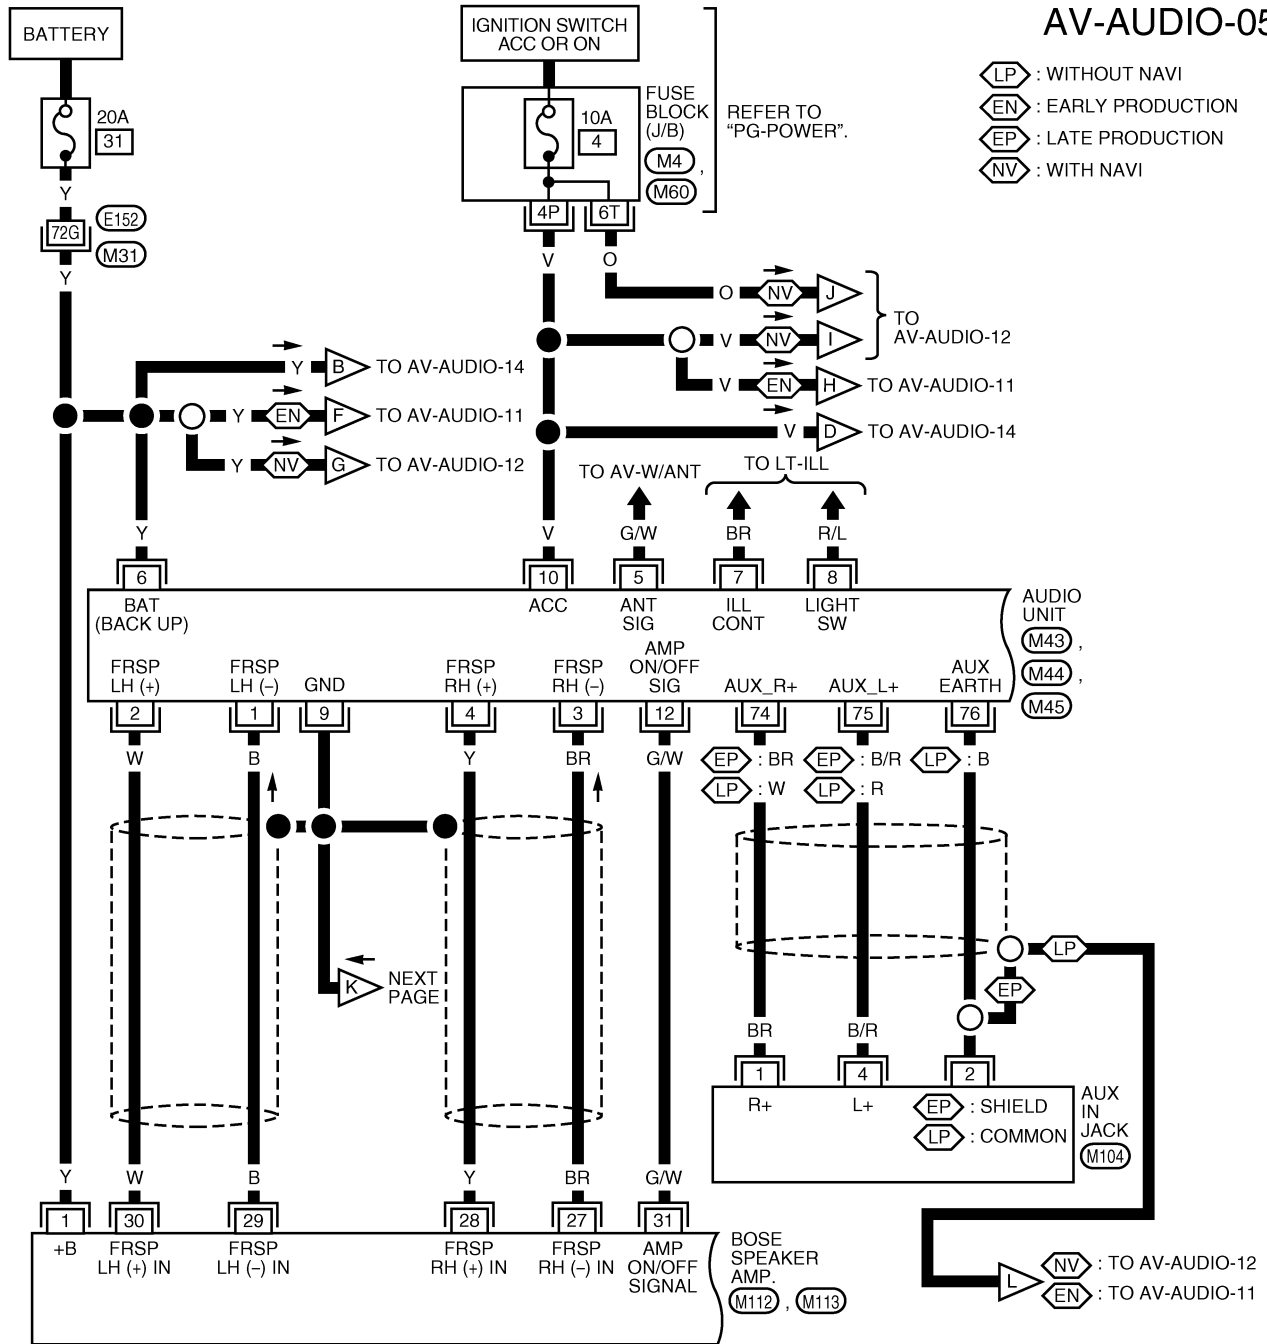 AV-AUDIO-05
BATTERY
IGNITION SWITCH
ACC OR ON
LP : WITHOUT NAVI
EN : EARLY PRODUCTION
EP : LATE PRODUCTION
NV : WITH NAVI
20A
31
10A
4
FUSE
BLOCK
(J/B)
M4 ,
M60
REFER TO
“PG-POWER”.
Y
72G
E152
M31
Y
4P
6T
V
O
O
NV
J
V
NV
I
TO
AV-AUDIO-12
V
EN
H
TO AV-AUDIO-11
V
D
TO AV-AUDIO-14
Y
B
TO AV-AUDIO-14
Y
EN
F
TO AV-AUDIO-11
Y
NV
G
TO AV-AUDIO-12
TO AV-W/ANT
TO LT-ILL
Y
V
G/W
BR
R/L
6
10
5
7
8
BAT
(BACK UP)
ACC
ANT
SIG
ILL
CONT
LIGHT
SW
AUDIO
UNIT
M43 ,
M44 ,
M45
FRSP
LH (+)
FRSP
LH (–)
GND
FRSP
RH (+)
FRSP
RH (–)
AMP
ON/OFF
SIG
AUX_R+
AUX_L+
AUX
EARTH
2
1
9
4
3
12
74
75
76
W
B
Y
BR
G/W
EP : BR
LP : W
EP : B/R
LP : R
LP : B
K
NEXT
PAGE
LP
EP
BR
B/R
1
4
2
R+
L+
EP : SHIELD
LP : COMMON
AUX
IN
JACK
M104
Y
W
B
Y
BR
G/W
1
30
29
28
27
31
+B
FRSP
LH (+) IN
FRSP
LH (–) IN
FRSP
RH (+) IN
FRSP
RH (–) IN
AMP
ON/OFF
SIGNAL
BOSE
SPEAKER
AMP.
M112 , M113
L
NV : TO AV-AUDIO-12
EN : TO AV-AUDIO-11